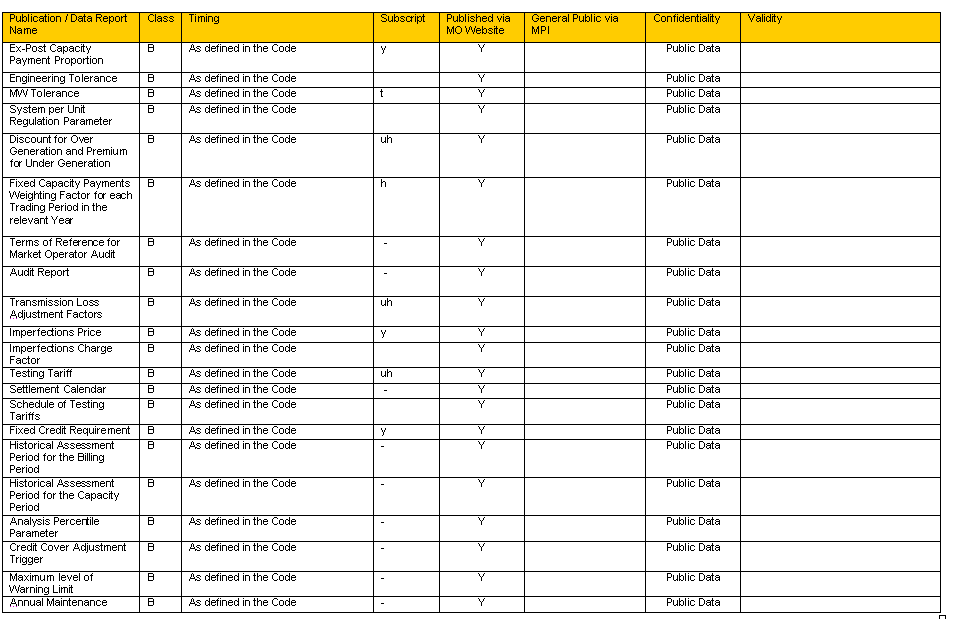 Publication / Data Report Name Class Timing Subscript Published via MO Website General Public via MPI Confidentiality Validity
Ex-Post Capacity Payment Proportion B As defined in the Code y Y Public Data
Engineering Tolerance B As defined in the Code Y Public Data
MW Tolerance B As defined in the Code t Y Public Data
System per Unit Regulation Parameter B As defined in the Code Y Public Data
Discount for Over Generation and Premium for Under Generation B As defined in the Code uh Y Public Data
Fixed Capacity Payments Weighting Factor for each Trading Period in the relevant Year B As defined in the Code h Y Public Data
Terms of Reference for Market Operator Audit B As defined in the Code - Y Public Data
Audit Report B As defined in the Code - Y Public Data
Transmission Loss Adjustment Factors B As defined in the Code uh Y Public Data
Imperfections Price B As defined in the Code y Y Public Data
Imperfections Charge Factor B As defined in the Code Y Public Data
Testing Tariff B As defined in the Code uh Y Public Data
Settlement Calendar B As defined in the Code - Y Public Data
Schedule of Testing Tariffs B As defined in the Code Y Public Data
Fixed Credit Requirement B As defined in the Code y Y Public Data
Historical Assessment Period for the Billing Period B As defined in the Code - Y Public Data
Historical Assessment Period for the Capacity Period B As defined in the Code - Y Public Data
Analysis Percentile Parameter B As defined in the Code - Y Public Data
Credit Cover Adjustment Trigger B As defined in the Code - Y Public Data
Maximum level of Warning Limit B As defined in the Code - Y Public Data
Annual Maintenance B As defined in the Code - Y Public Data